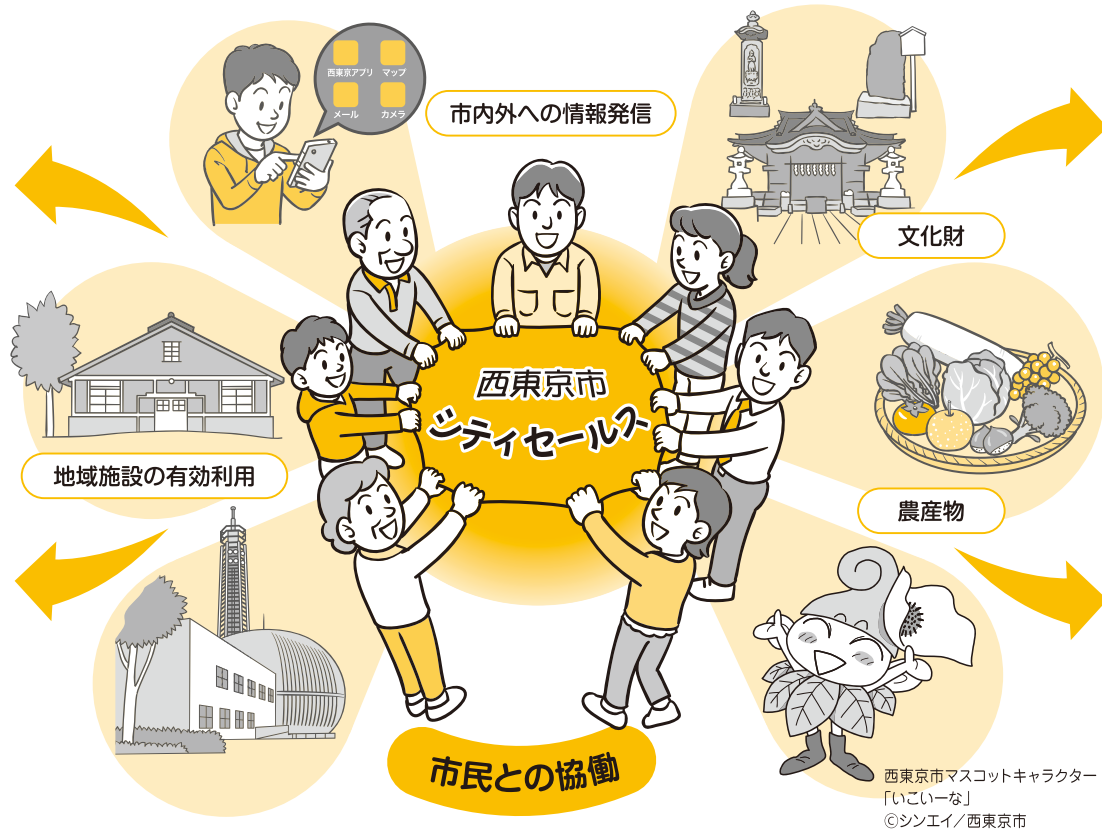 西東京アプリ マップ
メール カメラ
市内外への情報発信
文化財
西東京市
シティセールス
地域施設の有効利用
農産物
市民との協働
西東京市マスコットキャラクター
「いこいーな」
©シンエイ/西東京市